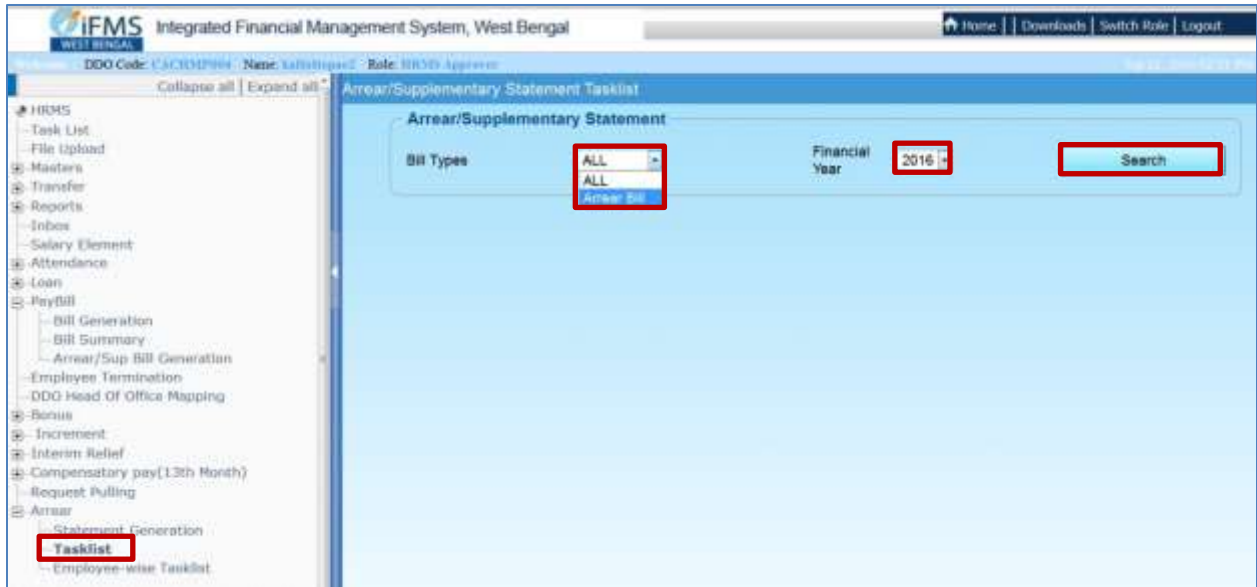 iFMS Integrated Financial Management System, West Bengal
WEST BENGAL
Home | | Downloads | Switch Role | Logout
DDO Code: Name: Role: HRMS Approver
Collapse all | Expand all
Arrear/Supplementary Statement Tasklist
HRMS
Task List
File Upload
Masters
Transfer
Reports
Inbox
Salary Element
Attendance
Loan
PayBill
Bill Generation
Bill Summary
Arrear/Sup Bill Generation
Employee Termination
DDO Head Of Office Mapping
Bonus
Increment
Interim Relief
Compensatory pay(13th Month)
Request Pulling
Arrear
Statement Generation
Tasklist
Employee-wise Tasklist
Arrear/Supplementary Statement
Bill Types ALL Financial Year 2016 Search
ALL
Arrear Bill